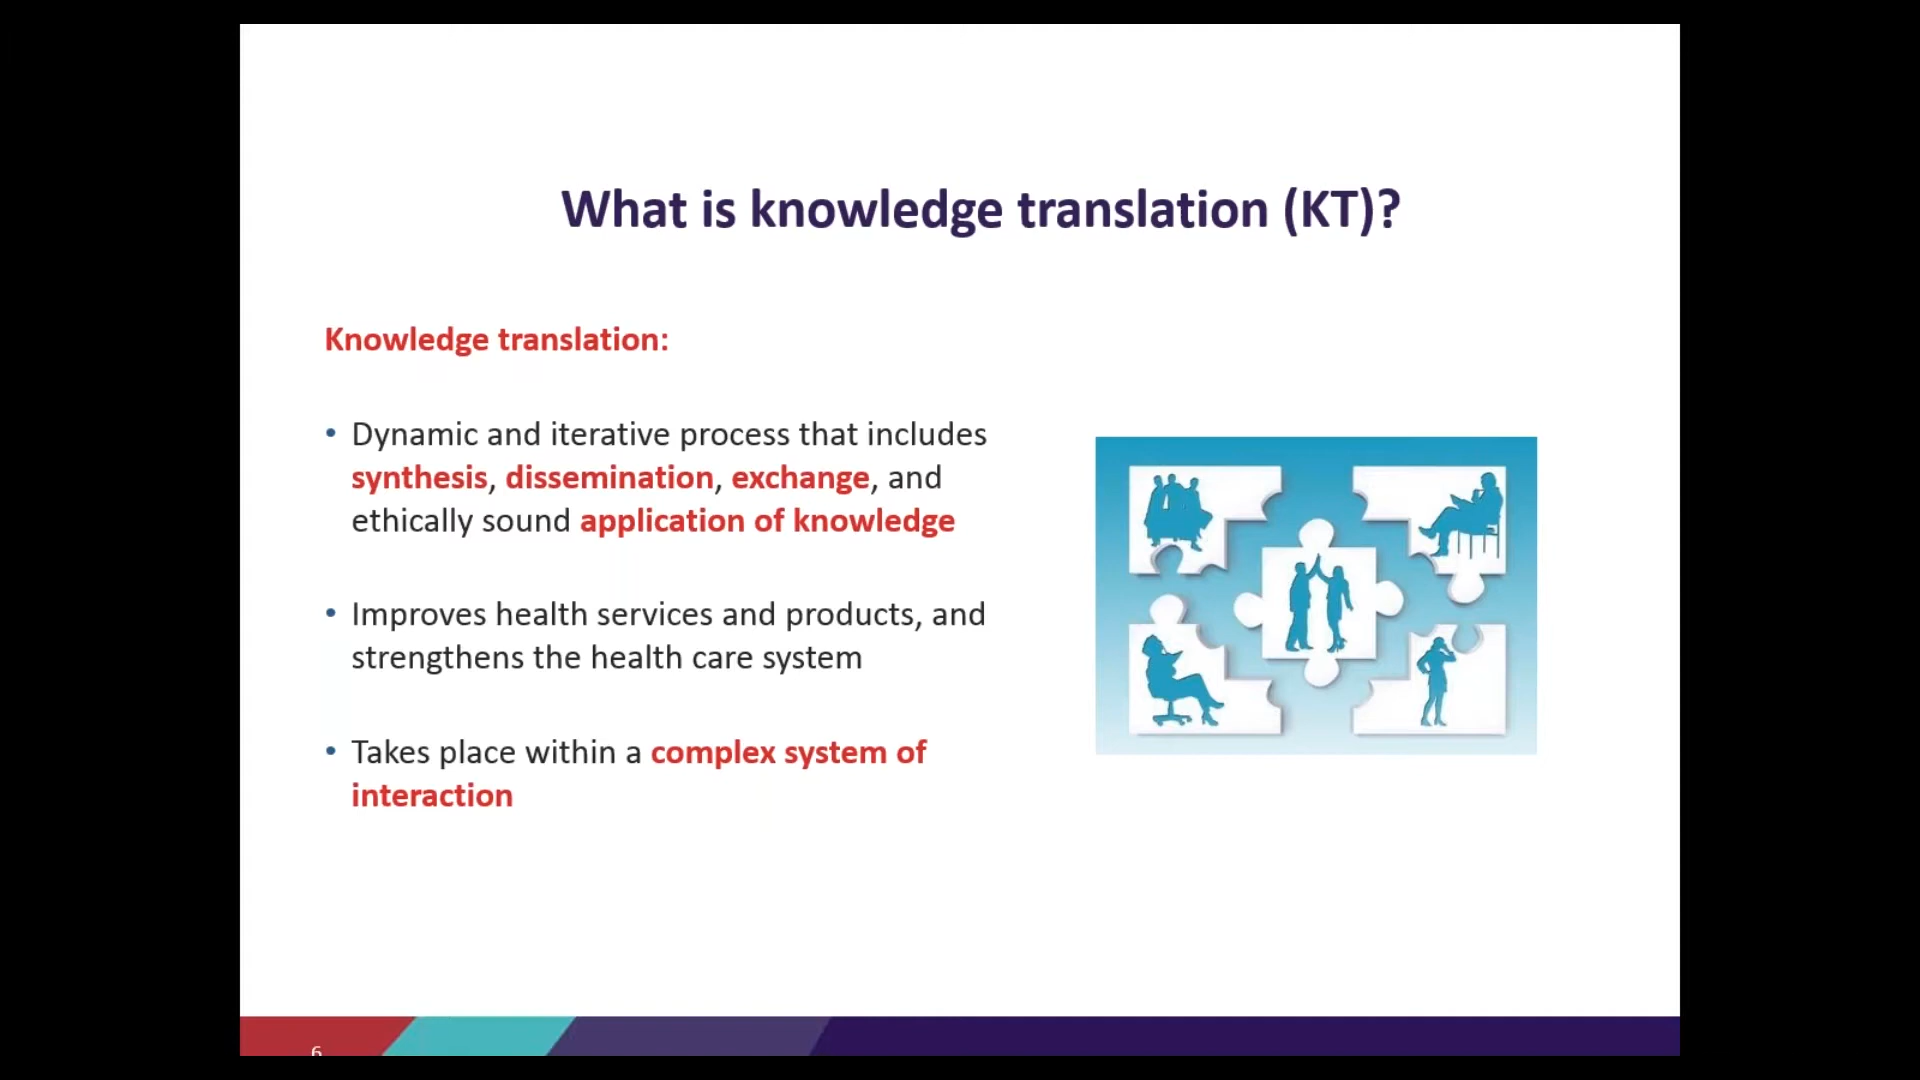 What is knowledge translation (KT)?
Knowledge translation:
• Dynamic and iterative process that includes
synthesis, dissemination, exchange, and
ethically sound application of knowledge
• Improves health services and products, and
strengthens the health care system
• Takes place within a complex system of
interaction
6